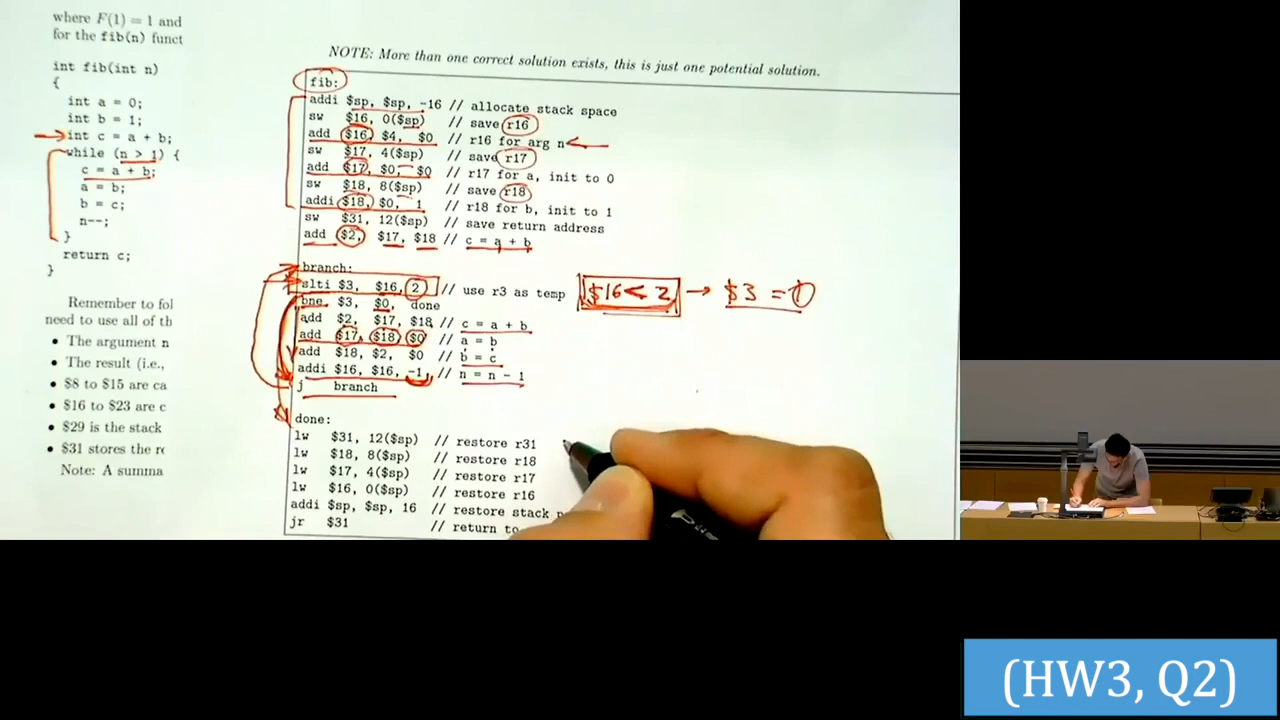 where F(1) = 1 and
for the fib(n) funct
int fib(int n)
{
int a = 0;
int b = 1;
int c = a + b;
while (n > 1) {
c = a + b;
a = b;
b = c;
n--;
}
return c;
}
Remember to fol
need to use all of th
• The argument n
• The result (i.e.,
• $8 to $15 are ca
• $16 to $23 are c
• $29 is the stack
• $31 stores the re
Note: A summa
NOTE: More than one correct solution exists, this is just one potential solution.
fib:
addi $sp, $sp, -16 // allocate stack space
sw $16, 0($sp) // save r16
add $16, $4, $0 // r16 for arg n
sw $17, 4($sp) // save r17
add $17, $0, $0 // r17 for a, init to 0
sw $18, 8($sp) // save r18
addi $18, $0, 1 // r18 for b, init to 1
sw $31, 12($sp) // save return address
add $2, $17, $18 // c = a + b
branch:
slti $3, $16, 2 // use r3 as temp
$16 < 2 → $3 =
bne $3, $0, done
add $2, $17, $18 // c = a + b
add $17, $18, $0 // a = b
add $18, $2, $0 // b = c
addi $16, $16, -1 // n = n - 1
j branch
done:
lw $31, 12($sp) // restore r31
lw $18, 8($sp) // restore r18
lw $17, 4($sp) // restore r17
lw $16, 0($sp) // restore r16
addi $sp, $sp, 16 // restore stack
jr $31 // return to
(HW3, Q2)